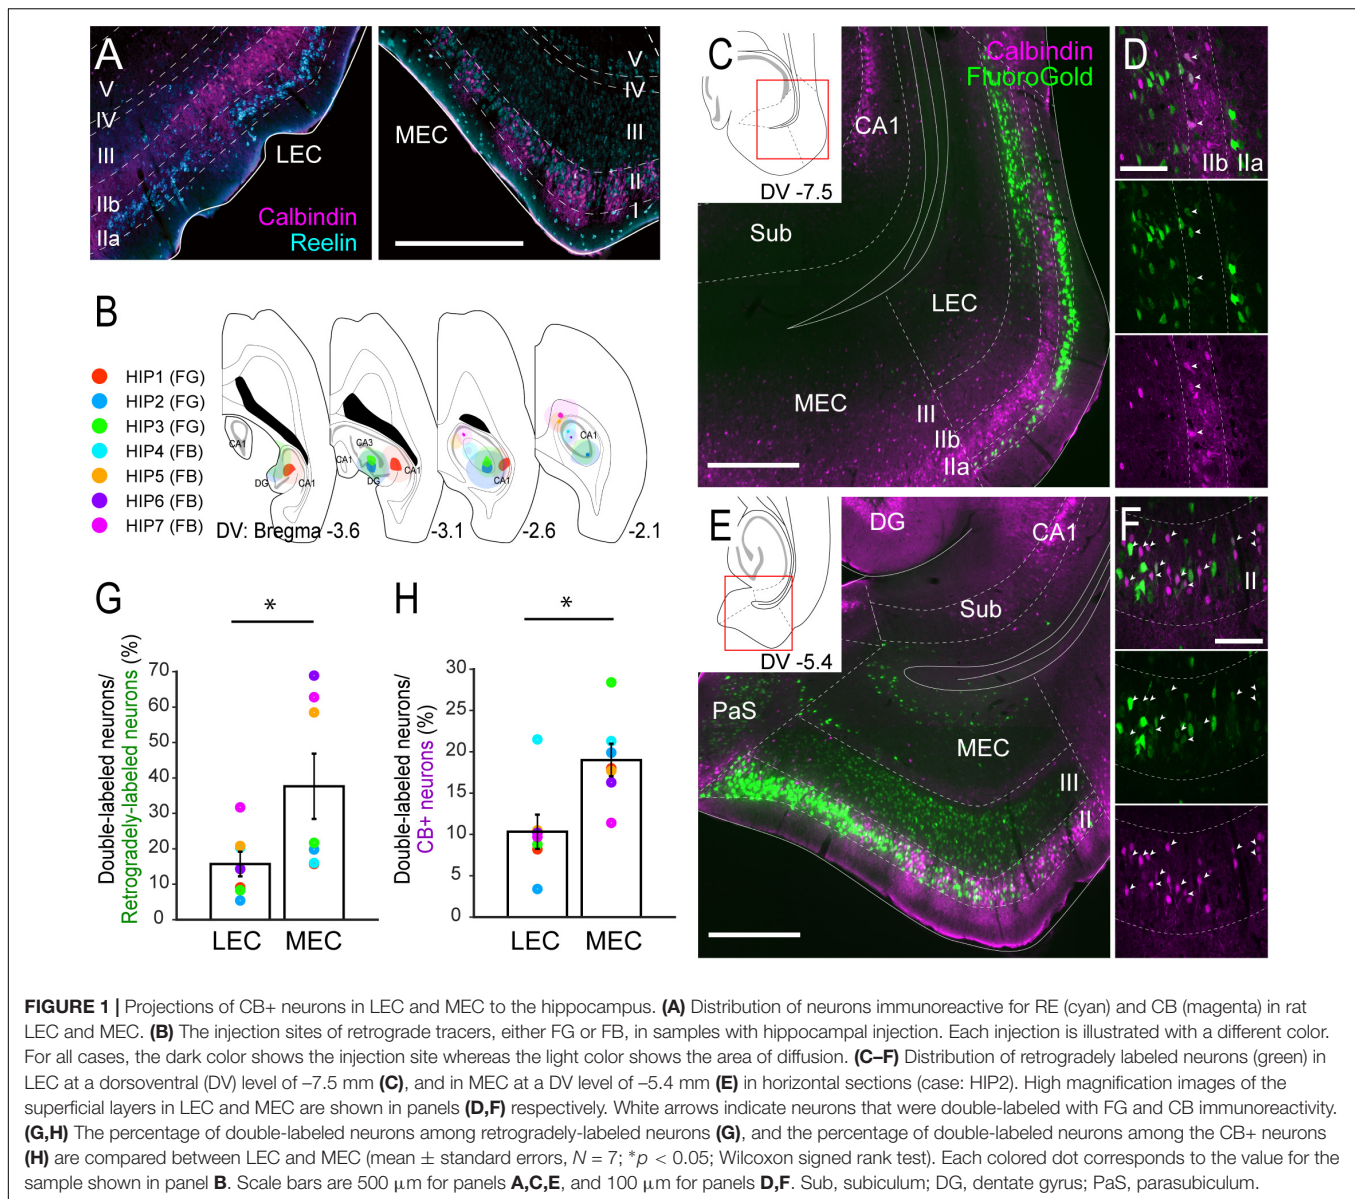 A
V
IV
III
IIb
IIa
LEC
Calbindin
Reelin
MEC
V
IV
III
II
I
B
HIP1 (FG)
HIP2 (FG)
HIP3 (FG)
HIP4 (FB)
HIP5 (FB)
HIP6 (FB)
HIP7 (FB)
CA1
DG
CA1
CA3
CA1
DG
CA1
CA1
CA1
DV: Bregma -3.6
-3.1
-2.6
-2.1
C
DV -7.5
Calbindin
FluoroGold
CA1
Sub
LEC
MEC
III
IIb
IIa
D
IIb IIa
E
DV -5.4
DG
CA1
Sub
PaS
MEC
III
II
F
II
G
*
Double-labeled neurons/
Retrogradely-labeled neurons (%)
70
60
50
40
30
20
10
0
LEC
MEC
H
*
Double-labeled neurons/
CB+ neurons (%)
30
25
20
15
10
5
0
LEC
MEC
FIGURE 1 | Projections of CB+ neurons in LEC and MEC to the hippocampus. (A) Distribution of neurons immunoreactive for RE (cyan) and CB (magenta) in rat
LEC and MEC. (B) The injection sites of retrograde tracers, either FG or FB, in samples with hippocampal injection. Each injection is illustrated with a different color.
For all cases, the dark color shows the injection site whereas the light color shows the area of diffusion. (C–F) Distribution of retrogradely labeled neurons (green) in
LEC at a dorsoventral (DV) level of –7.5 mm (C), and in MEC at a DV level of –5.4 mm (E) in horizontal sections (case: HIP2). High magnification images of the
superficial layers in LEC and MEC are shown in panels (D,F) respectively. White arrows indicate neurons that were double-labeled with FG and CB immunoreactivity.
(G,H) The percentage of double-labeled neurons among retrogradely-labeled neurons (G), and the percentage of double-labeled neurons among the CB+ neurons
(H) are compared between LEC and MEC (mean ± standard errors, N = 7; *p < 0.05; Wilcoxon signed rank test). Each colored dot corresponds to the value for the
sample shown in panel B. Scale bars are 500 μm for panels A,C,E, and 100 μm for panels D,F. Sub, subiculum; DG, dentate gyrus; PaS, parasubiculum.